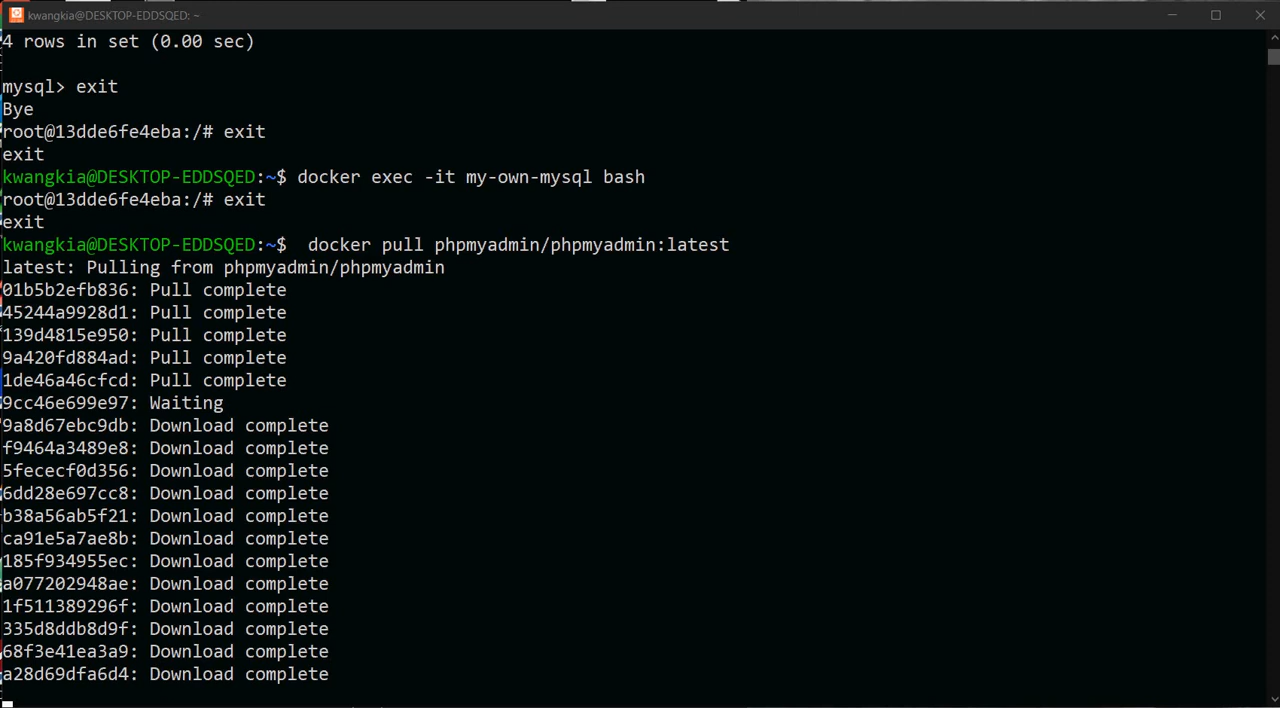 kwangkia@DESKTOP-EDDSQED: ~
4 rows in set (0.00 sec)
mysql> exit
Bye
root@13dde6fe4eba:/# exit
exit
kwangkia@DESKTOP-EDDSQED:~$ docker exec -it my-own-mysql bash
root@13dde6fe4eba:/# exit
exit
kwangkia@DESKTOP-EDDSQED:~$  docker pull phpmyadmin/phpmyadmin:latest
latest: Pulling from phpmyadmin/phpmyadmin
01b5b2efb836: Pull complete
45244a9928d1: Pull complete
139d4815e950: Pull complete
9a420fd884ad: Pull complete
1de46a46cfcd: Pull complete
9cc46e699e97: Waiting
9a8d67ebc9db: Download complete
f9464a3489e8: Download complete
5fececf0d356: Download complete
6dd28e697cc8: Download complete
b38a56ab5f21: Download complete
ca91e5a7ae8b: Download complete
185f934955ec: Download complete
a077202948ae: Download complete
1f511389296f: Download complete
335d8ddb8d9f: Download complete
68f3e41ea3a9: Download complete
a28d69dfa6d4: Download complete